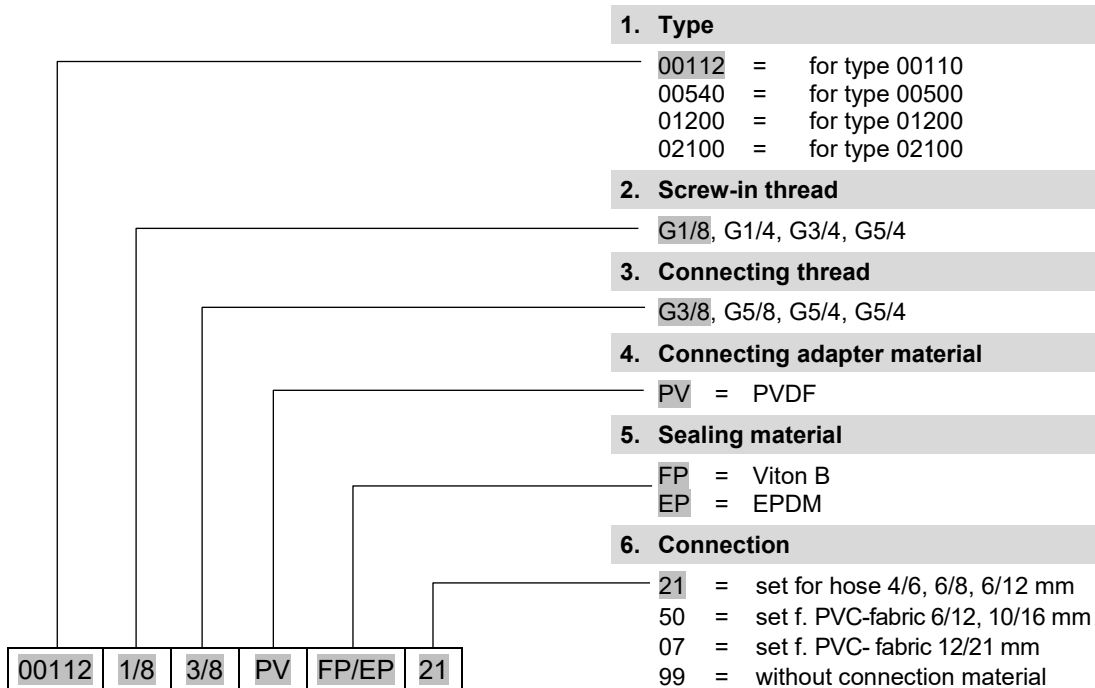 1. Type
00112 = for type 00110
00540 = for type 00500
01200 = for type 01200
02100 = for type 02100
2. Screw-in thread
G1/8, G1/4, G3/4, G5/4
3. Connecting thread
G3/8, G5/8, G5/4, G5/4
4. Connecting adapter material
PV = PVDF
5. Sealing material
FP = Viton B
EP = EPDM
6. Connection
21 = set for hose 4/6, 6/8, 6/12 mm
50 = set f. PVC-fabric 6/12, 10/16 mm
07 = set f. PVC- fabric 12/21 mm
99 = without connection material
00112 1/8 3/8 PV FP/EP 21